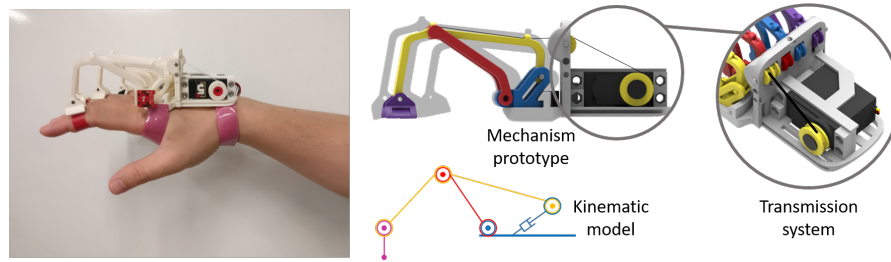 Mechanism
prototype
Kinematic
model
Transmission
system